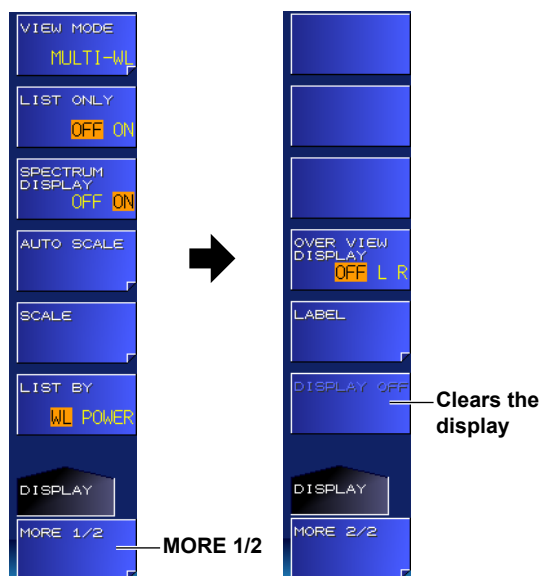 VIEW MODE
MULTI-WL
LIST ONLY
OFF ON
SPECTRUM
DISPLAY
OFF ON
AUTO SCALE
SCALE
LIST BY
WL POWER
DISPLAY
MORE 1/2
MORE 1/2
OVER VIEW
DISPLAY
OFF L R
LABEL
DISPLAY OFF
Clears the
display
DISPLAY
MORE 2/2